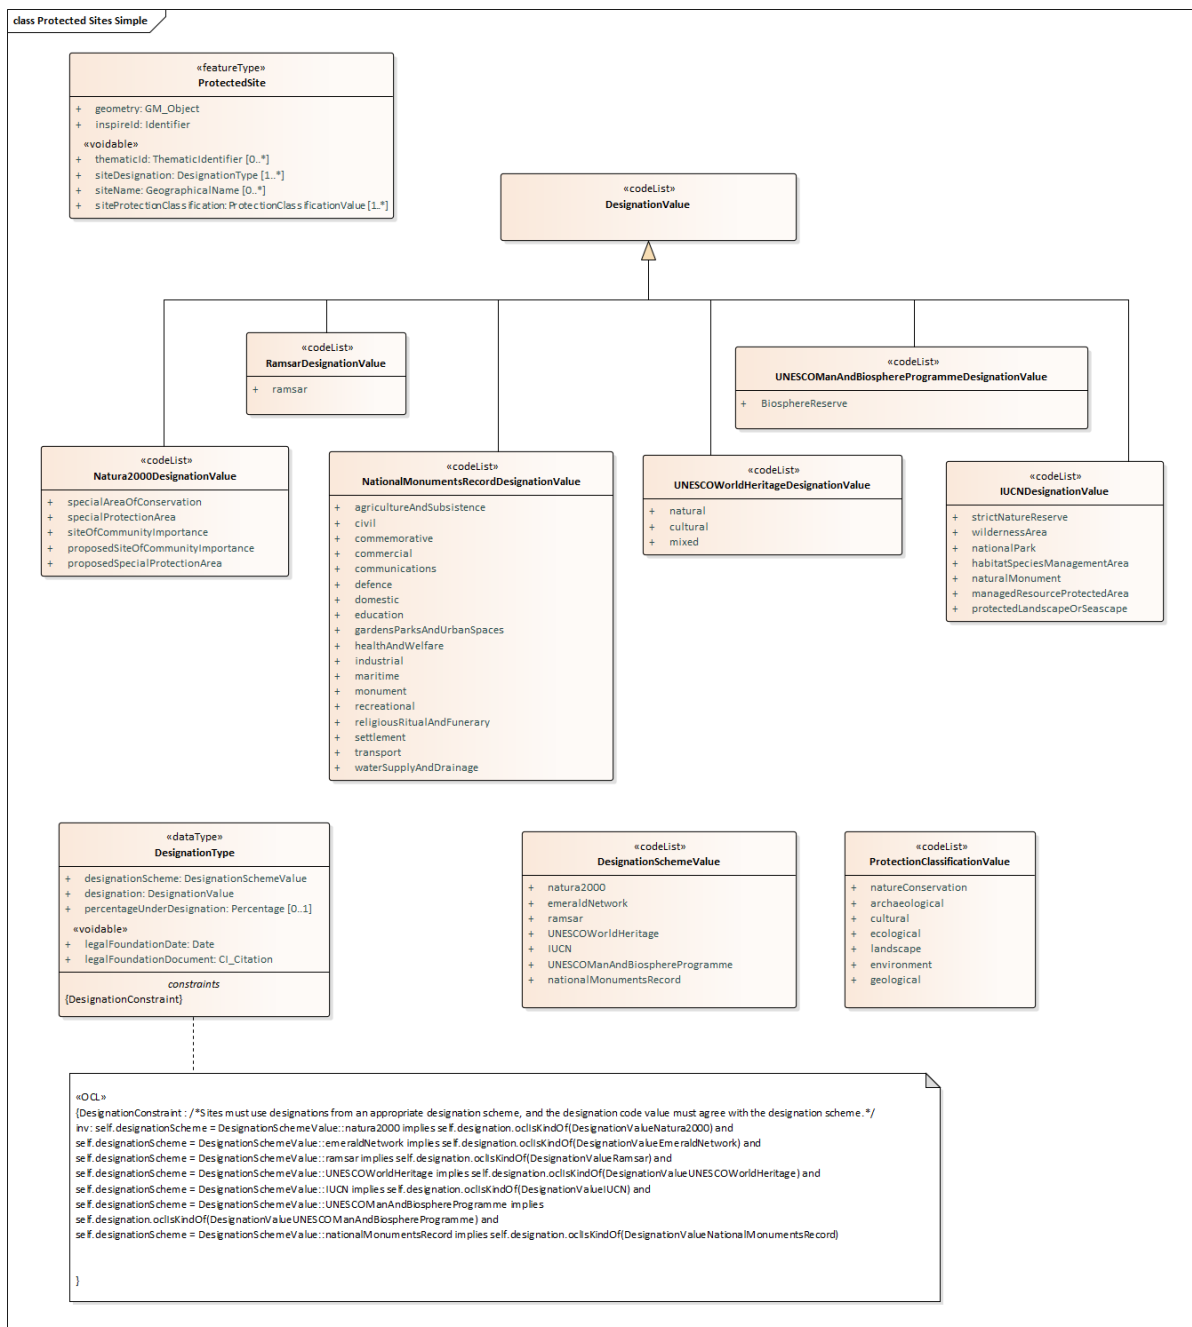 class Protected Sites Simple
«featureType»
ProtectedSite
+ geometry: GM_Object
+ inspireId: Identifier
«voidable»
+ thematicId: ThematicIdentifier [0..*]
+ siteDesignation: DesignationType [1..*]
+ siteName: GeographicalName [0..*]
+ siteProtectionClassification: ProtectionClassificationValue [1..*]
«codeList»
DesignationValue
«codeList»
RamsarDesignationValue
+ ramsar
«codeList»
UNESCOManAndBiosphereProgrammeDesignationValue
+ BiosphereReserve
«codeList»
Natura2000DesignationValue
+ specialAreaOfConservation
+ specialProtectionArea
+ siteOfCommunityImportance
+ proposedSiteOfCommunityImportance
+ proposedSpecialProtectionArea
«codeList»
NationalMonumentsRecordDesignationValue
+ agricultureAndSubsistence
+ civil
+ commemorative
+ commercial
+ communications
+ defence
+ domestic
+ education
+ gardensParksAndUrbanSpaces
+ healthAndWelfare
+ industrial
+ maritime
+ monument
+ recreational
+ religiousRitualAndFunerary
+ settlement
+ transport
+ waterSupplyAndDrainage
«codeList»
UNESCOWorldHeritageDesignationValue
+ natural
+ cultural
+ mixed
«codeList»
IUCNDesignationValue
+ strictNatureReserve
+ wildernessArea
+ nationalPark
+ habitatSpeciesManagementArea
+ naturalMonument
+ managedResourceProtectedArea
+ protectedLandscapeOrSeascape
«dataType»
DesignationType
+ designationScheme: DesignationSchemeValue
+ designation: DesignationValue
+ percentageUnderDesignation: Percentage [0..1]
«voidable»
+ legalFoundationDate: Date
+ legalFoundationDocument: CI_Citation
constraints
{DesignationConstraint}
«codeList»
DesignationSchemeValue
+ natura2000
+ emeraldNetwork
+ ramsar
+ UNESCOWorldHeritage
+ IUCN
+ UNESCOManAndBiosphereProgramme
+ nationalMonumentsRecord
«codeList»
ProtectionClassificationValue
+ natureConservation
+ archaeological
+ cultural
+ ecological
+ landscape
+ environment
+ geological
«OCL»
{DesignationConstraint : /*Sites must use designations from an appropriate designation scheme, and the designation code value must agree with the designation scheme.*/
inv: self.designationScheme = DesignationSchemeValue::natura2000 implies self.designation.oclIsKindOf(DesignationValueNatura2000) and
self.designationScheme = DesignationSchemeValue::emeraldNetwork implies self.designation.oclIsKindOf(DesignationValueEmeraldNetwork) and
self.designationScheme = DesignationSchemeValue::ramsar implies self.designation.oclIsKindOf(DesignationValueRamsar) and
self.designationScheme = DesignationSchemeValue::UNESCOWorldHeritage implies self.designation.oclIsKindOf(DesignationValueUNESCOWorldHeritage) and
self.designationScheme = DesignationSchemeValue::IUCN implies self.designation.oclIsKindOf(DesignationValueIUCN) and
self.designationScheme = DesignationSchemeValue::UNESCOManAndBiosphereProgramme implies
self.designation.oclIsKindOf(DesignationValueUNESCOManAndBiosphereProgramme) and
self.designationScheme = DesignationSchemeValue::nationalMonumentsRecord implies self.designation.oclIsKindOf(DesignationValueNationalMonumentsRecord)
}